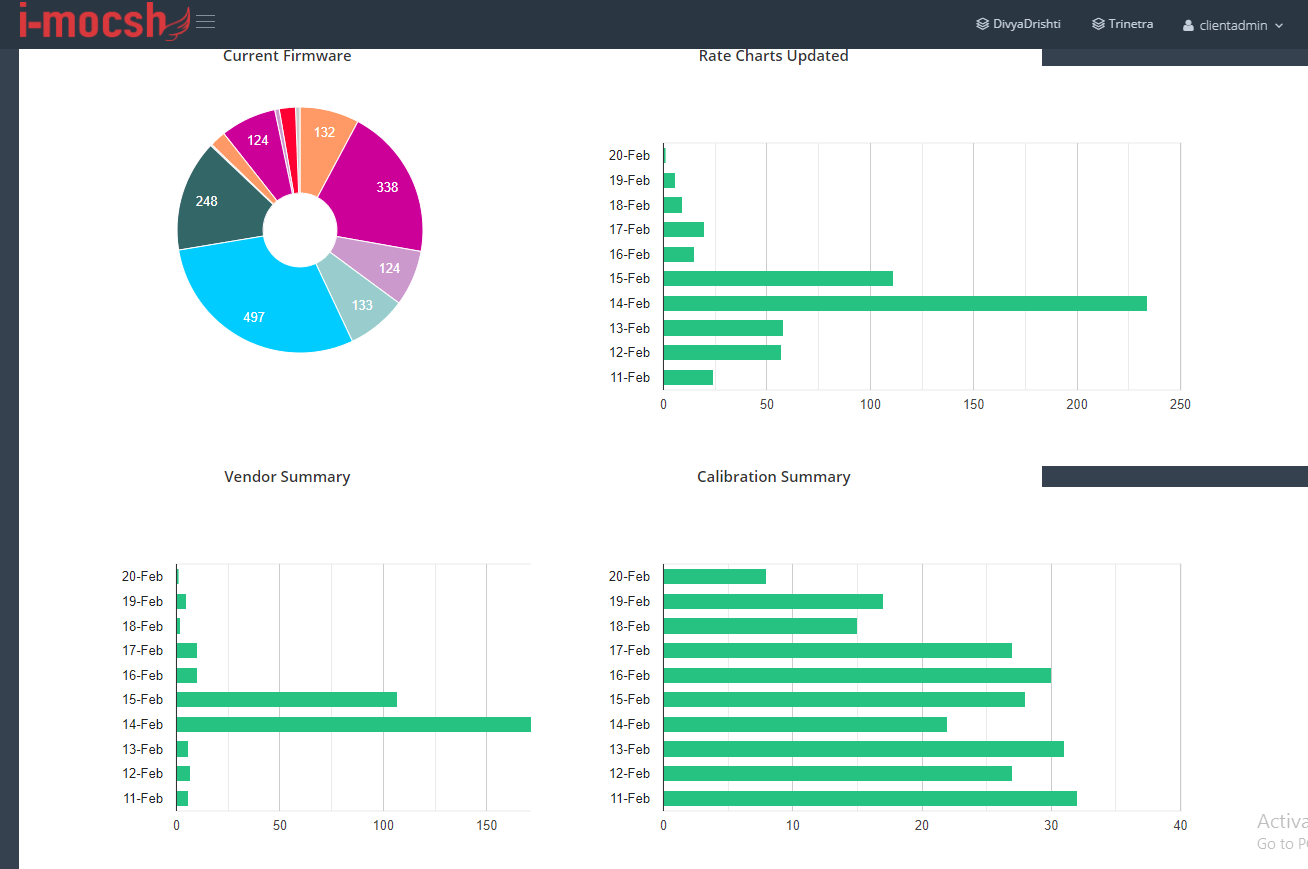 i-mocsh
DivyaDrishti
Trinetra
clientadmin
Current Firmware
132
338
124
133
497
248
124
Rate Charts Updated
20-Feb
19-Feb
18-Feb
17-Feb
16-Feb
15-Feb
14-Feb
13-Feb
12-Feb
11-Feb
0 50 100 150 200 250
Vendor Summary
20-Feb
19-Feb
18-Feb
17-Feb
16-Feb
15-Feb
14-Feb
13-Feb
12-Feb
11-Feb
0 50 100 150
Calibration Summary
20-Feb
19-Feb
18-Feb
17-Feb
16-Feb
15-Feb
14-Feb
13-Feb
12-Feb
11-Feb
0 10 20 30 40
Activa
Go to P